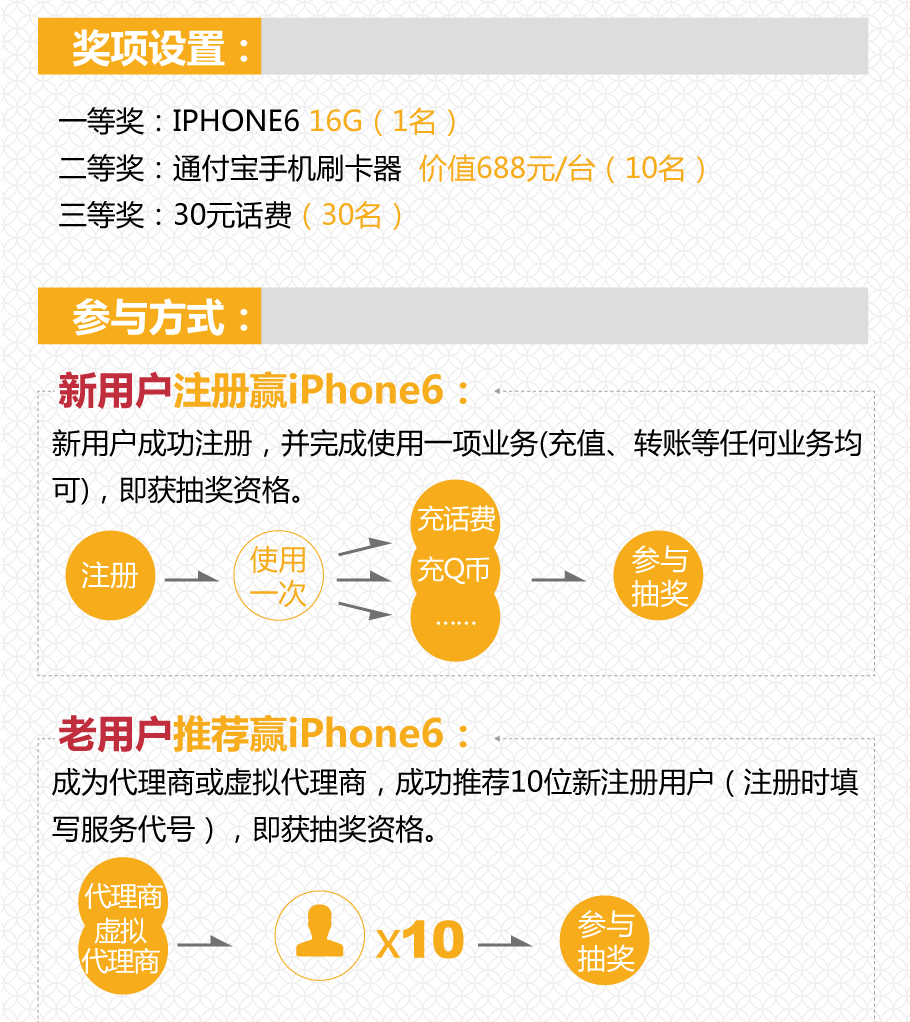 奖项设置：
一等奖：IPHONE6 16G（1名）
二等奖：通付宝手机刷卡器 价值688元/台（10名）
三等奖：30元话费（30名）
参与方式：
新用户注册赢iPhone6：
新用户成功注册，并完成使用一项业务(充值、转账等任何业务均
可)，即获抽奖资格。
注册
使用
一次
充话费
充Q币
......
参与
抽奖
老用户推荐赢iPhone6：
成为代理商或虚拟代理商，成功推荐10位新注册用户（注册时填
写服务代号），即获抽奖资格。
代理商
虚拟
代理商
X10
参与
抽奖